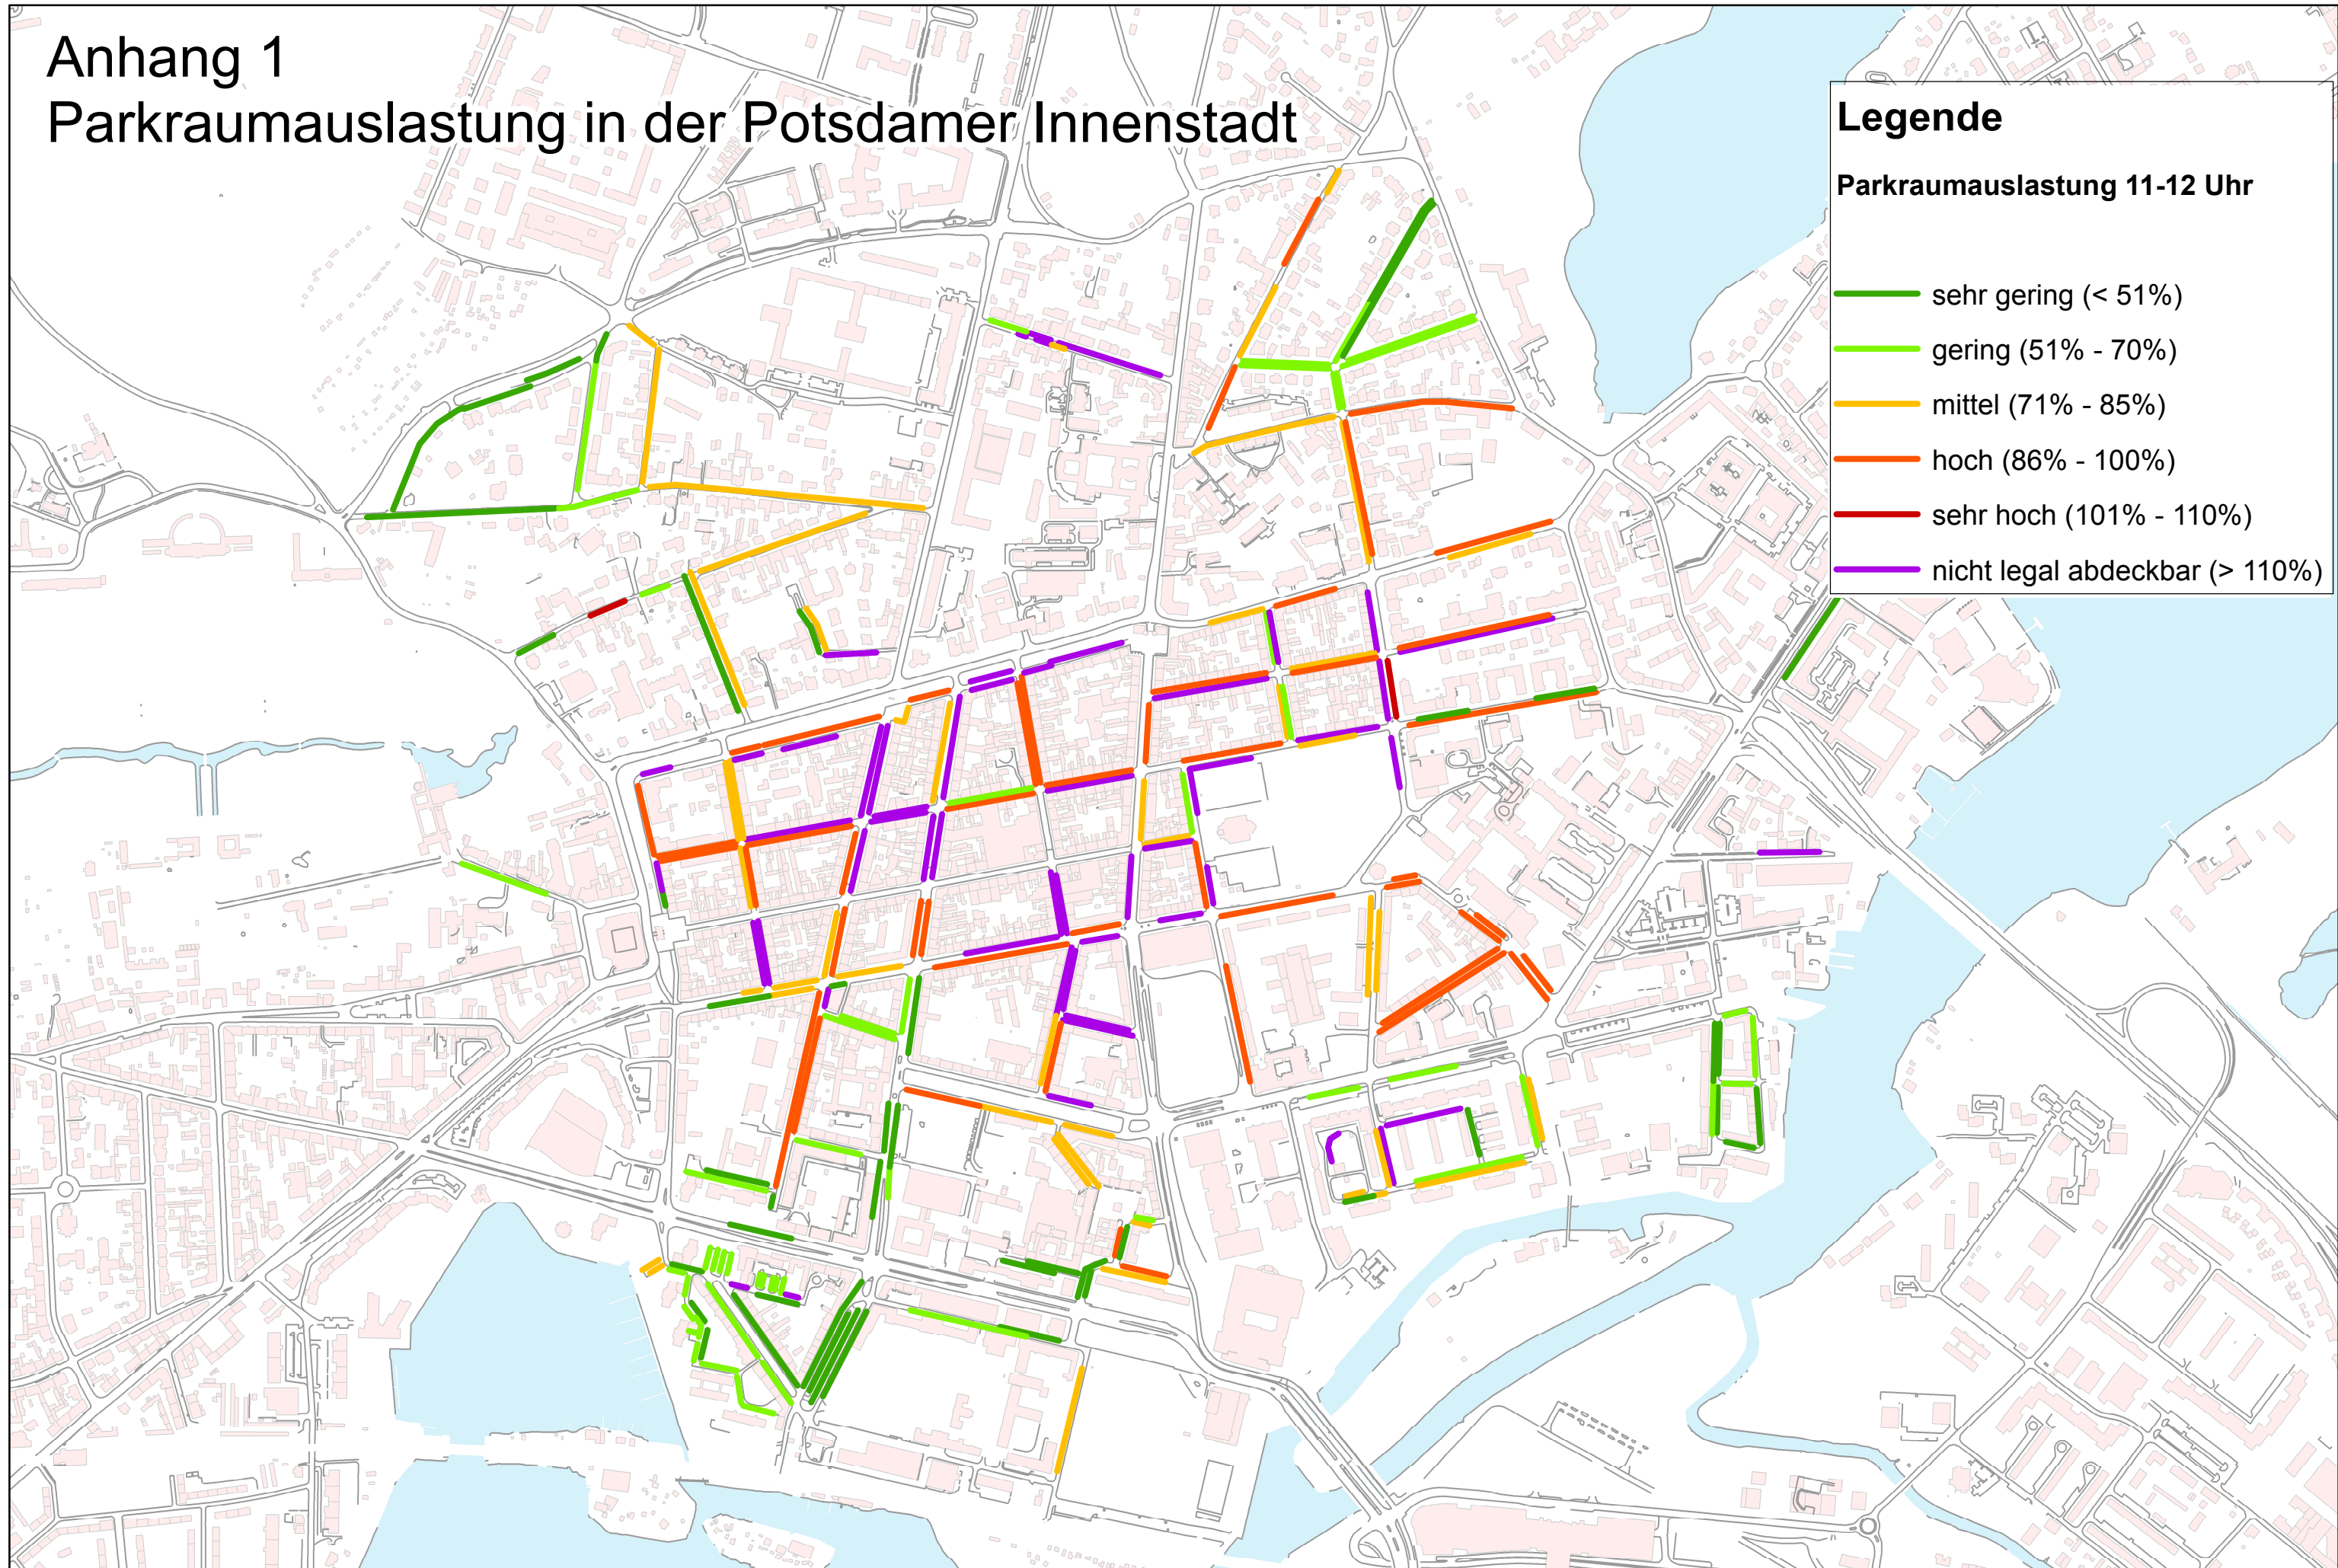 Anhang 1
Parkraumauslastung in der Potsdamer Innenstadt
Legende
Parkraumauslastung 11-12 Uhr
sehr gering (< 51%)
gering (51% - 70%)
mittel (71% - 85%)
hoch (86% - 100%)
sehr hoch (101% - 110%)
nicht legal abdeckbar (> 110%)